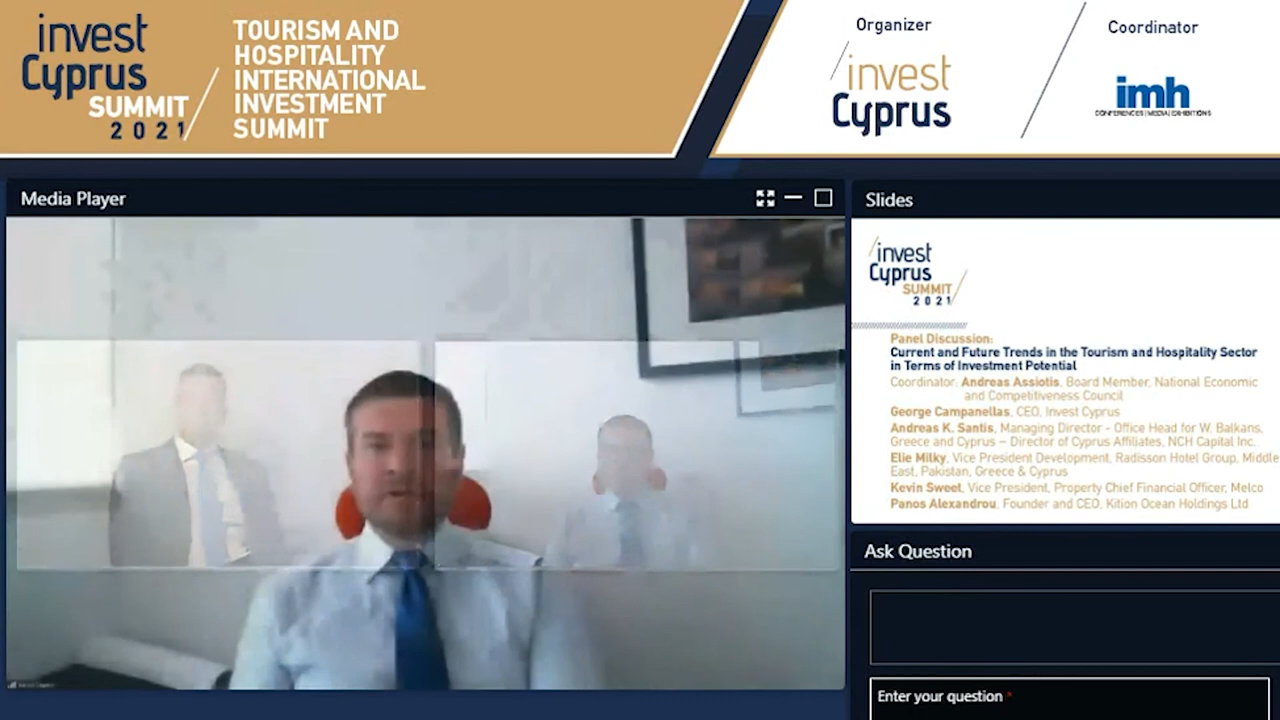 invest
Cyprus
SUMMIT
2021
TOURISM AND
HOSPITALITY
INTERNATIONAL
INVESTMENT
SUMMIT
Organizer
invest
Cyprus
Coordinator
imh
CONFERENCES | MEDIA | EXHIBITIONS
Media Player
Slides
invest
Cyprus
SUMMIT
2021
Panel Discussion:
Current and Future Trends in the Tourism and Hospitality Sector
in Terms of Investment Potential
Coordinator: Andreas Assiotis, Board Member, National Economic
and Competitiveness Council
George Campanellas, CEO, Invest Cyprus
Andreas K. Santis, Managing Director - Office Head for W. Balkans,
Greece and Cyprus – Director of Cyprus Affiliates, NCH Capital Inc.
Elie Milky, Vice President Development, Radisson Hotel Group, Middle
East, Pakistan, Greece & Cyprus
Kevin Sweet, Vice President, Property Chief Financial Officer, Melco
Panos Alexandrou, Founder and CEO, Kition Ocean Holdings Ltd
Ask Question
Enter your question *